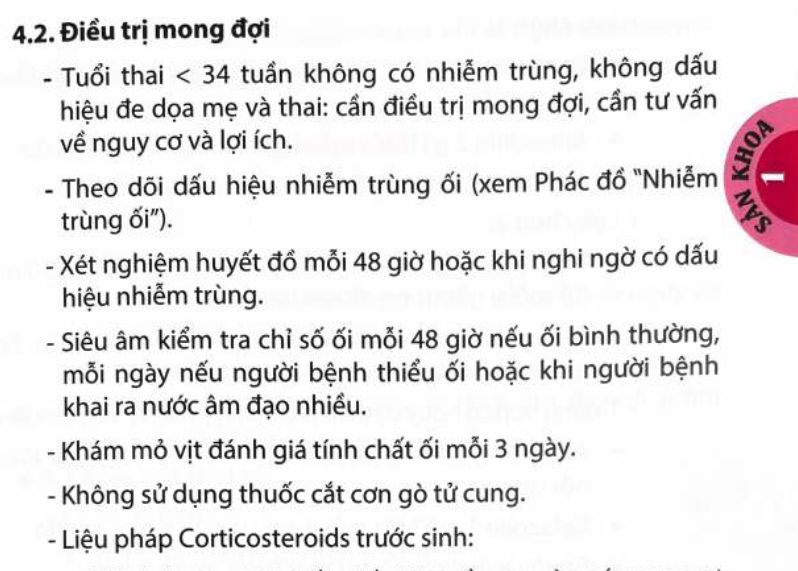 4.2. Điều trị mong đợi
- Tuổi thai < 34 tuần không có nhiễm trùng, không dấu
hiệu đe dọa mẹ và thai: cần điều trị mong đợi, cần tư vấn
về nguy cơ và lợi ích.
- Theo dõi dấu hiệu nhiễm trùng ối (xem Phác đồ "Nhiễm
trùng ối").
- Xét nghiệm huyết đồ mỗi 48 giờ hoặc khi nghi ngờ có dấu
hiệu nhiễm trùng.
- Siêu âm kiểm tra chỉ số ối mỗi 48 giờ nếu ối bình thường,
mỗi ngày nếu người bệnh thiểu ối hoặc khi người bệnh
khai ra nước âm đạo nhiều.
- Khám mỏ vịt đánh giá tính chất ối mỗi 3 ngày.
- Không sử dụng thuốc cắt cơn gò tử cung.
- Liệu pháp Corticosteroids trước sinh:
SẢN KHOA
1